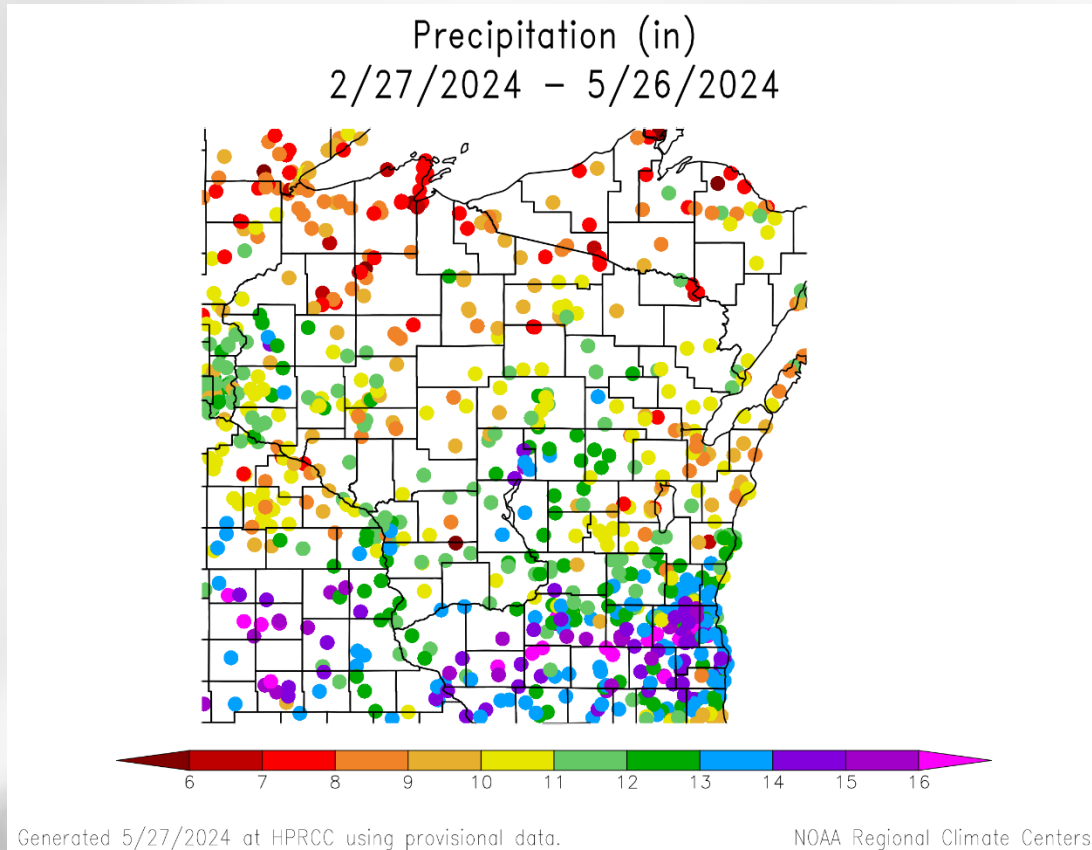 Precipitation (in)
2/27/2024 – 5/26/2024
6 7 8 9 10 11 12 13 14 15 16
Generated 5/27/2024 at HPRCC using provisional data.
NOAA Regional Climate Centers